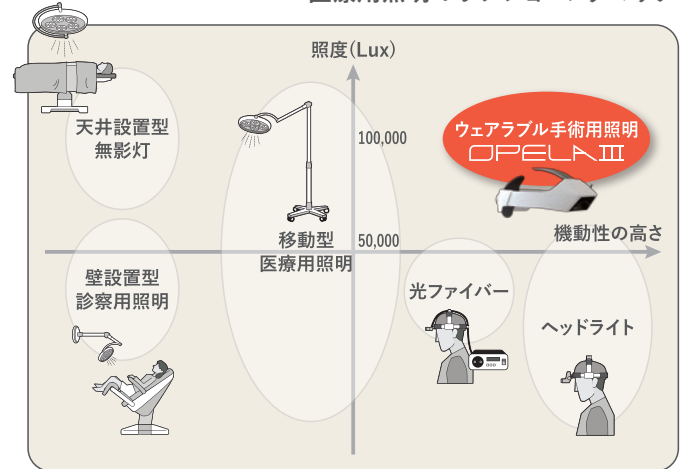 照度(Lux)
天井設置型
無影灯
100,000
ウェアラブル手術用照明
OPELAⅢ
移動型
医療用照明
50,000
機動性の高さ
壁設置型
診察用照明
光ファイバー
ヘッドライト